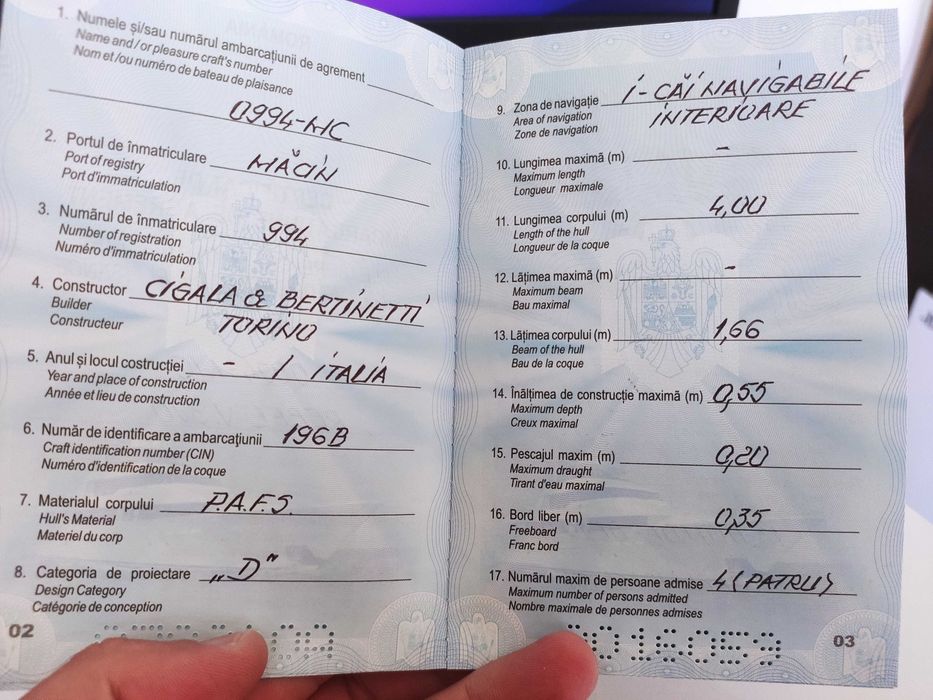 1. Numele și/sau numărul ambarcațiunii de agrement
Name and/or pleasure craft's number
Nom et/ou numéro de bateau de plaisance
0994-MC
2. Portul de înmatriculare MĂCIN
Port of registry
Port d'immatriculation
3. Numărul de înmatriculare 994
Number of registration
Numéro d'immatriculation
4. Constructor CIGALA & BERTINETTI
Builder
TORINO
Constructeur
5. Anul și locul costrucției - / ITALIA
Year and place of construction
Année et lieu de construction
6. Număr de identificare a ambarcațiunii 196B
Craft identification number (CIN)
Numéro d'identification de la coque
7. Materialul corpului P.A.F.S.
Hull's Material
Materiel du corp
8. Categoria de proiectare „D”
Design Category
Catégorie de conception
02
9. Zona de navigație I-CĂI NAVIGABILE
Area of navigation INTERIOARE
Zone de navigation
10. Lungimea maximă (m) -
Maximum length
Longueur maximale
11. Lungimea corpului (m) 4,00
Length of the hull
Longueur de la coque
12. Lățimea maximă (m) -
Maximum beam
Bau maximal
13. Lățimea corpului (m) 1,66
Beam of the hull
Bau de la coque
14. Înălțimea de construcție maximă (m) 0,55
Maximum depth
Creux maximal
15. Pescajul maxim (m) 0,20
Maximum draught
Tirant d'eau maximal
16. Bord liber (m) 0,35
Freeboard
Franc bord
17. Numărul maxim de persoane admise 4 (PATRU)
Maximum number of persons admitted
Nombre maximale de personnes admises
03